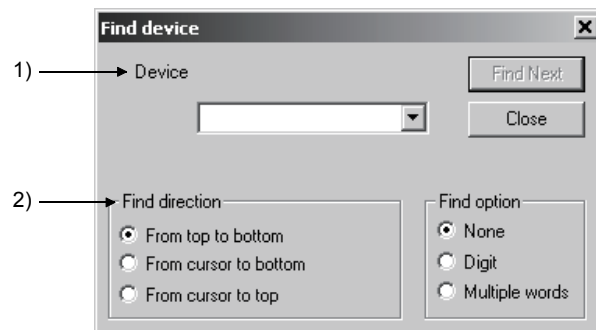 Find device
1) Device Find Next
Close
2) Find direction Find option
From top to bottom None
From cursor to bottom Digit
From cursor to top Multiple words